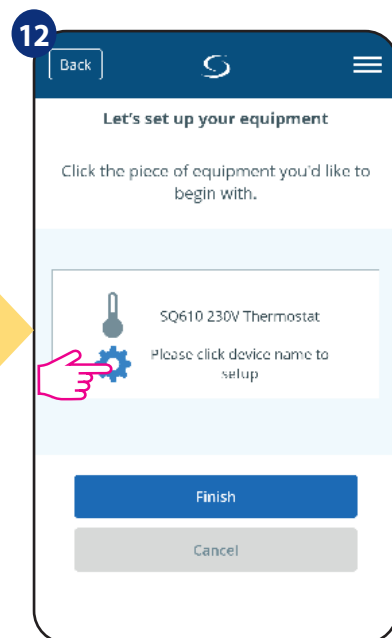 12
Back
Let's set up your equipment
Click the piece of equipment you'd like to
begin with.
SQ610 230V Thermostat
Please click device name to
setup
Finish
Cancel